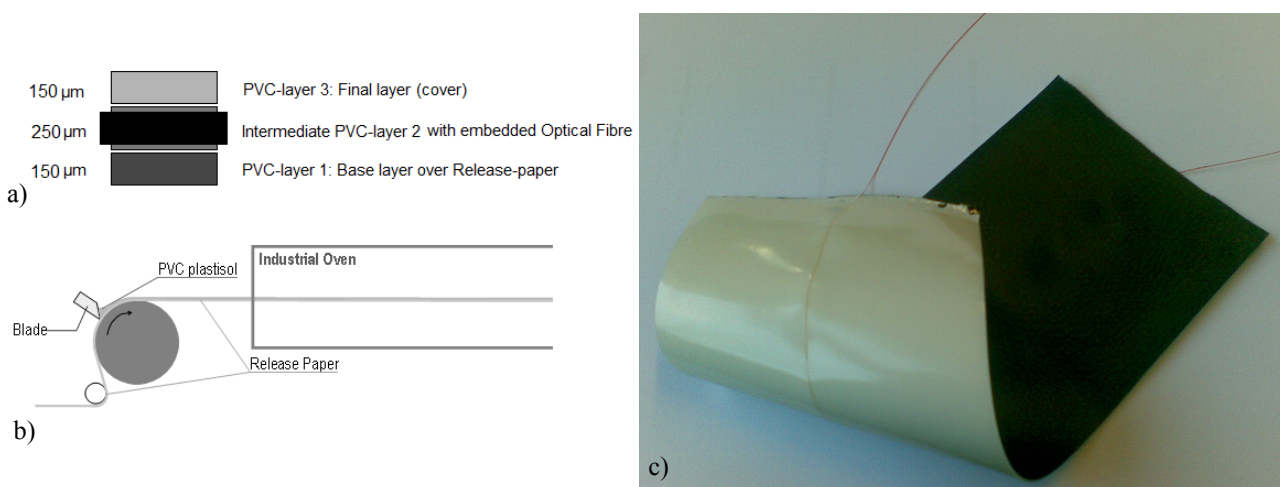 150 µm PVC-layer 3: Final layer (cover)
250 µm Intermediate PVC-layer 2 with embedded Optical Fibre
150 µm PVC-layer 1: Base layer over Release-paper
a)
Industrial Oven
PVC plastisol
Blade
Release Paper
b)
c)